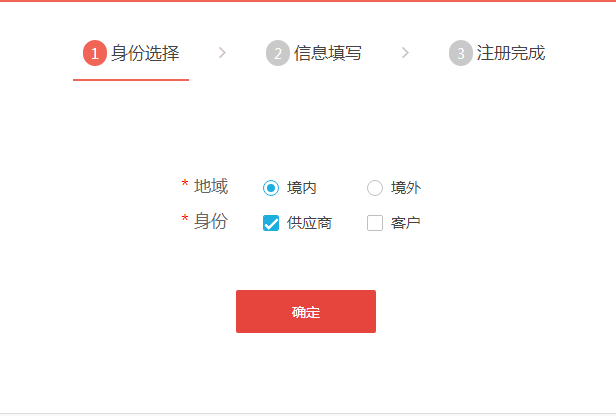 1 身份选择 2 信息填写 3 注册完成
* 地域 境内 境外
* 身份 供应商 客户
确定